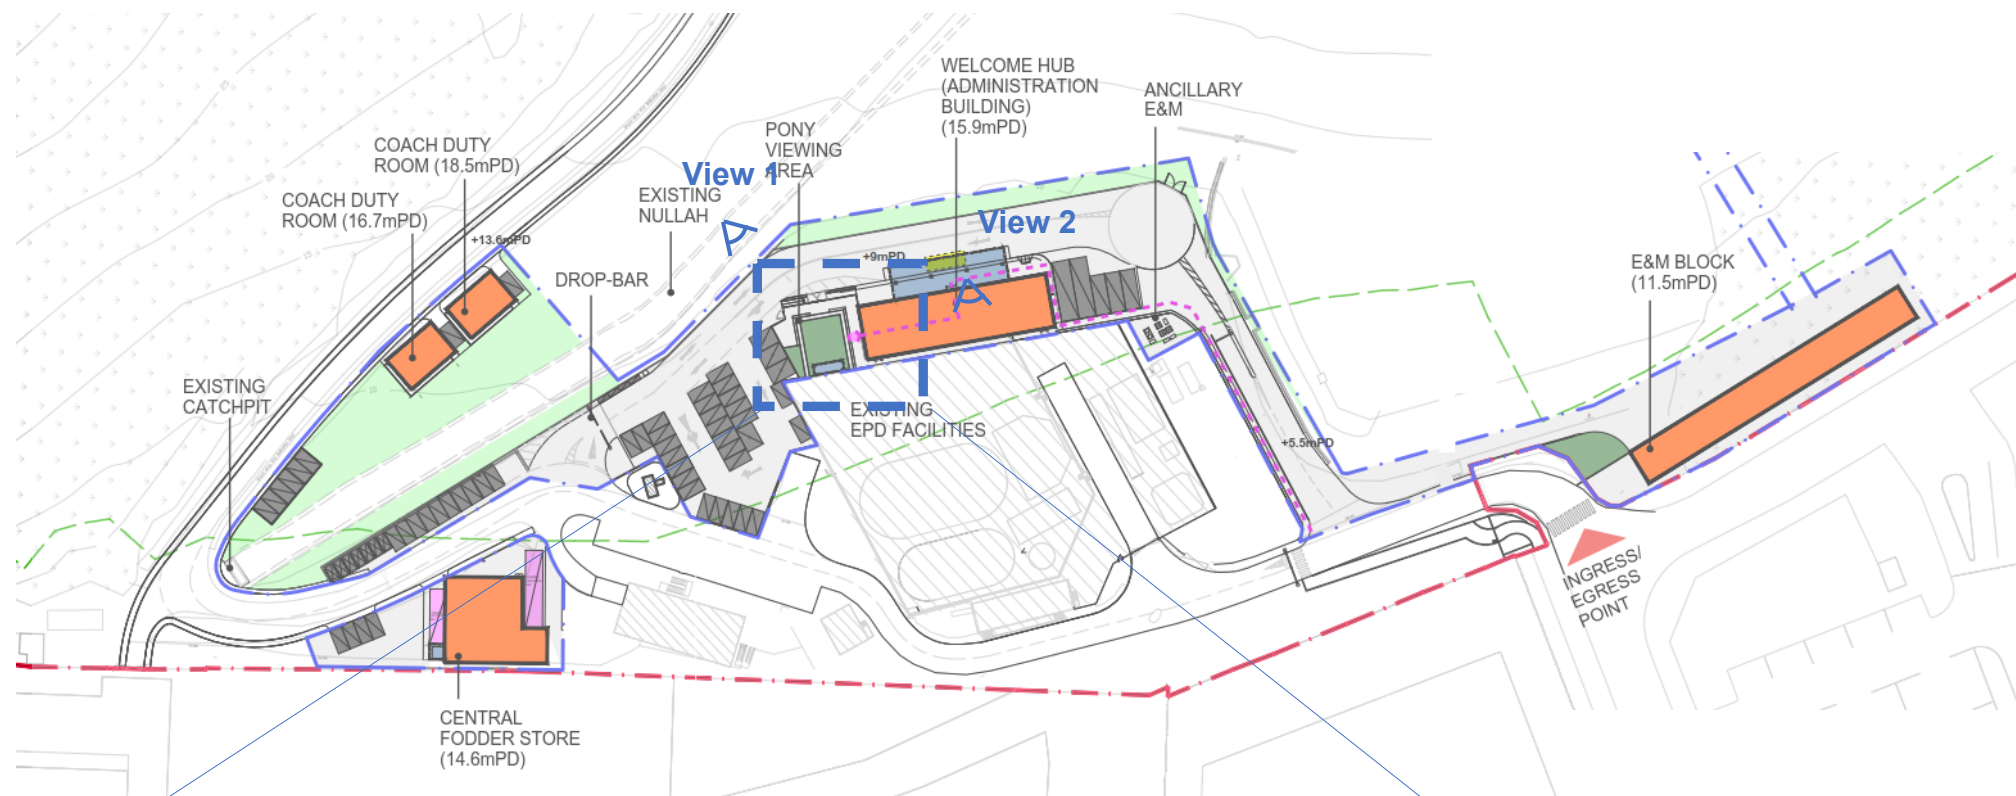 WELCOME HUB
(ADMINISTRATION
BUILDING)
(15.9mPD)
ANCILLARY
E&M
PONY
VIEWING
AREA
COACH DUTY
ROOM (18.5mPD)
View 1
COACH DUTY
ROOM (16.7mPD)
EXISTING
NULLAH
View 2
+13.6mPD
+9mPD
DROP-BAR
E&M BLOCK
(11.5mPD)
EXISTING
CATCHPIT
EXISTING
EPD FACILITIES
+5.5mPD
INGRESS/
EGRESS
POINT
CENTRAL
FODDER STORE
(14.6mPD)